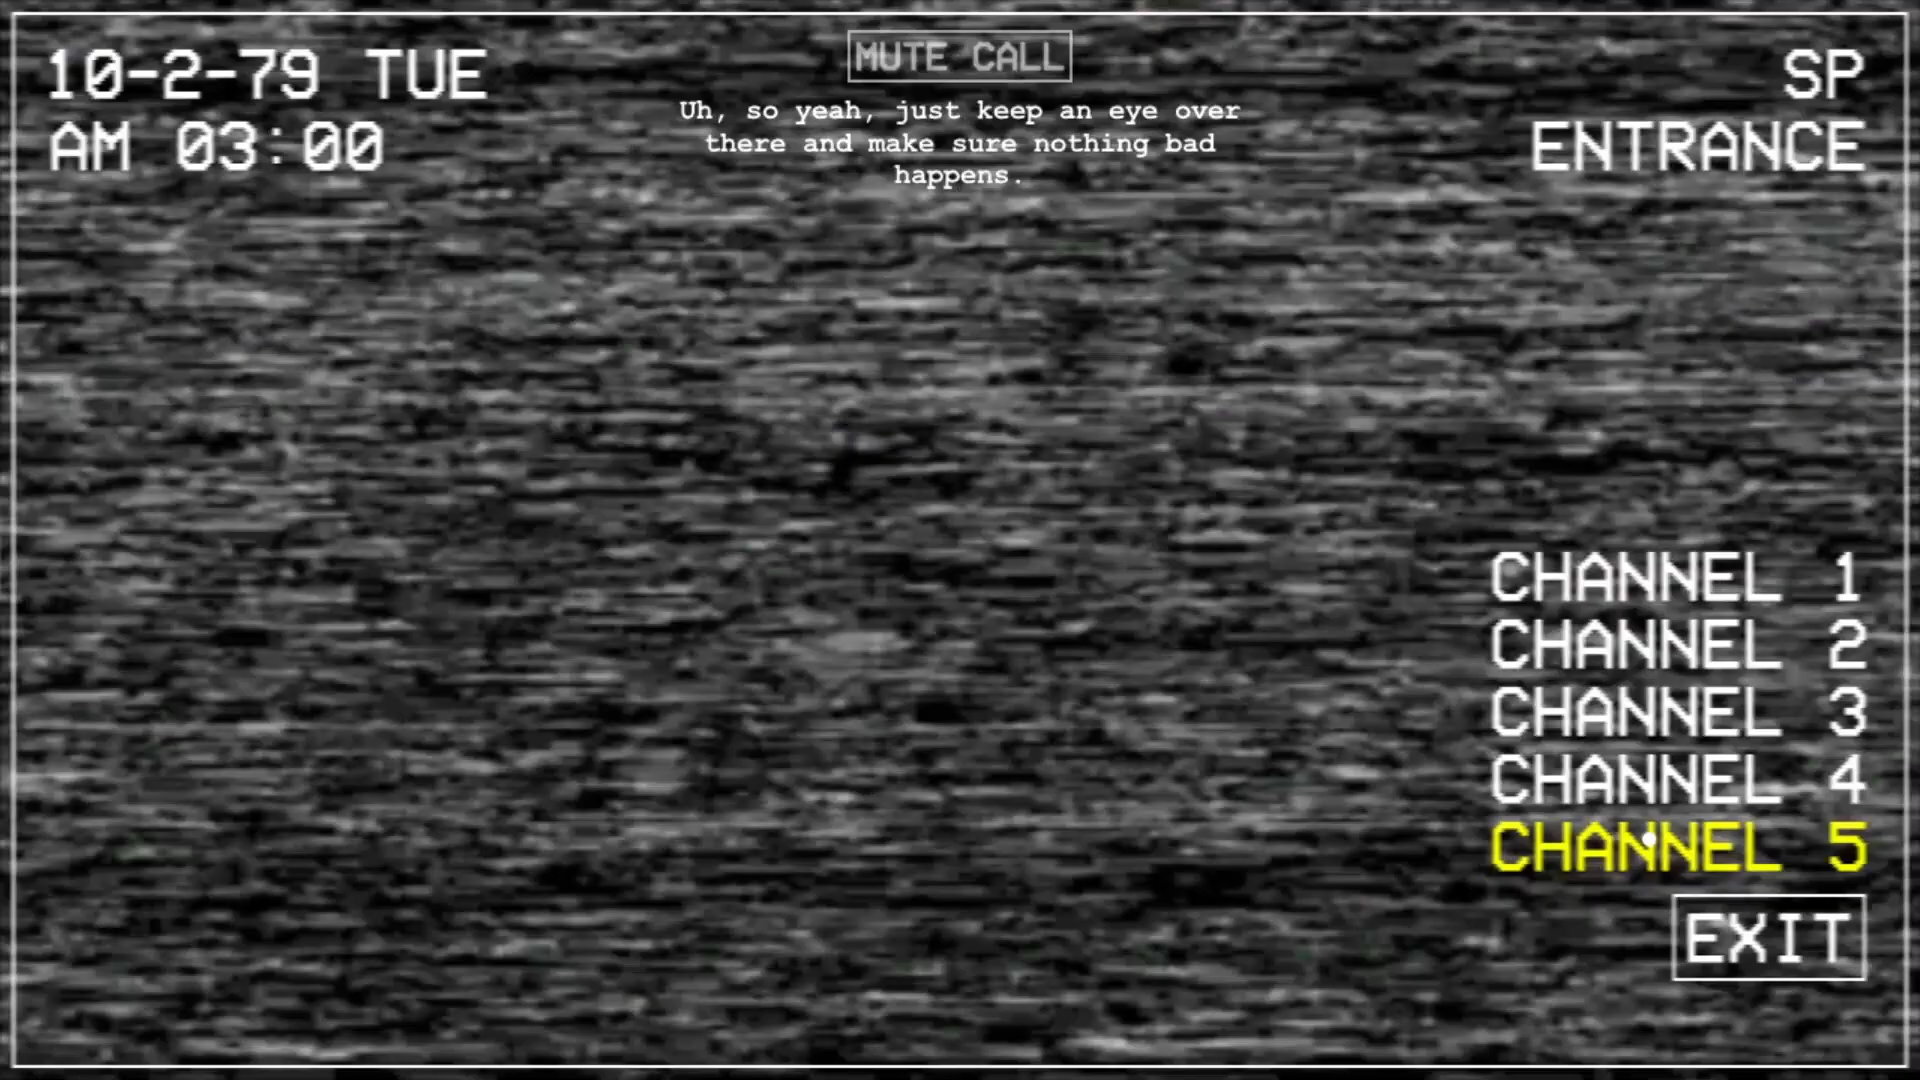 10-2-79 TUE
AM 03:00
MUTE CALL
Uh, so yeah, just keep an eye over
there and make sure nothing bad
happens.
SP
ENTRANCE
CHANNEL 1
CHANNEL 2
CHANNEL 3
CHANNEL 4
CHANNEL 5
EXIT